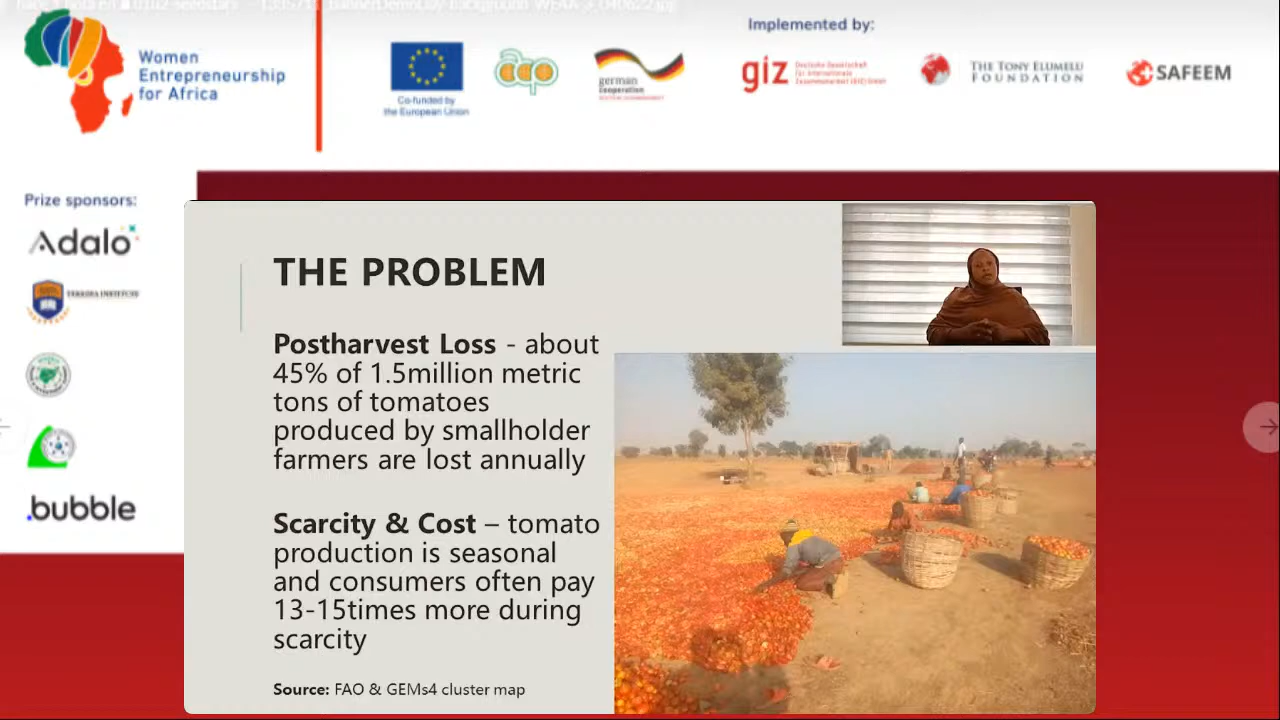 Implemented by:
Women
Entrepreneurship
for Africa
Co-funded by
the European Union
acp
german
cooperation
giz
Deutsche Gesellschaft
für Internationale
Zusammenarbeit (GIZ) GmbH
THE TONY ELUMELU
FOUNDATION
SAFEEM
Prize sponsors:
Adalo
.bubble
THE PROBLEM
Postharvest Loss - about
45% of 1.5million metric
tons of tomatoes
produced by smallholder
farmers are lost annually
Scarcity & Cost – tomato
production is seasonal
and consumers often pay
13-15times more during
scarcity
Source: FAO & GEMs4 cluster map